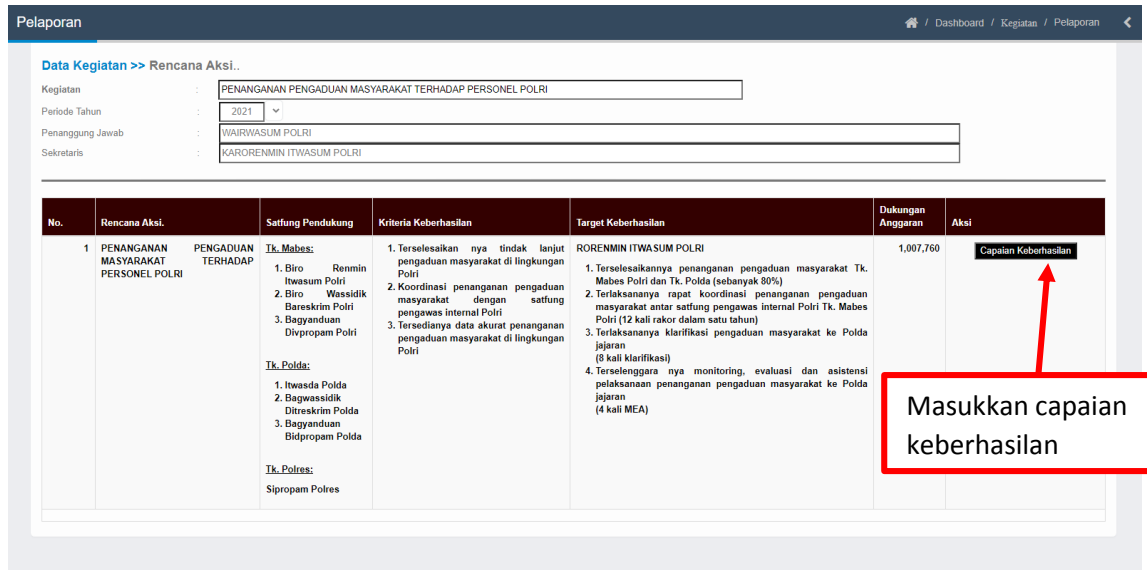 Pelaporan
/ Dashboard / Kegiatan / Pelaporan
Data Kegiatan >> Rencana Aksi..
Kegiatan : PENANGANAN PENGADUAN MASYARAKAT TERHADAP PERSONEL POLRI
Periode Tahun : 2021
Penanggung Jawab : WAIRWASUM POLRI
Sekretaris : KARORENMIN ITWASUM POLRI
No.
Rencana Aksi.
Satfung Pendukung
Kriteria Keberhasilan
Target Keberhasilan
Dukungan
Anggaran
Aksi
1
PENANGANAN PENGADUAN
MASYARAKAT TERHADAP
PERSONEL POLRI
Tk. Mabes:
1. Biro Renmin
Itwasum Polri
2. Biro Wassidik
Bareskrim Polri
3. Bagyanduan
Divpropam Polri
Tk. Polda:
1. Itwasda Polda
2. Bagwassidik
Ditreskrim Polda
3. Bagyanduan
Bidpropam Polda
Tk. Polres:
Sipropam Polres
1. Terselesaikan nya tindak lanjut
pengaduan masyarakat di lingkungan
Polri
2. Koordinasi penanganan pengaduan
masyarakat dengan satfung
pengawas internal Polri
3. Tersedianya data akurat penanganan
pengaduan masyarakat di lingkungan
Polri
RORENMIN ITWASUM POLRI
1. Terselesaikannya penanganan pengaduan masyarakat Tk.
Mabes Polri dan Tk. Polda (sebanyak 80%)
2. Terlaksananya rapat koordinasi penanganan pengaduan
masyarakat antar satfung pengawas internal Polri Tk. Mabes
Polri (12 kali rakor dalam satu tahun)
3. Terlaksananya klarifikasi pengaduan masyarakat ke Polda
jajaran
(8 kali klarifikasi)
4. Terselenggara nya monitoring, evaluasi dan asistensi
pelaksanaan penanganan pengaduan masyarakat ke Polda
jajaran
(4 kali MEA)
1,007,760
Capaian Keberhasilan
Masukkan capaian
keberhasilan